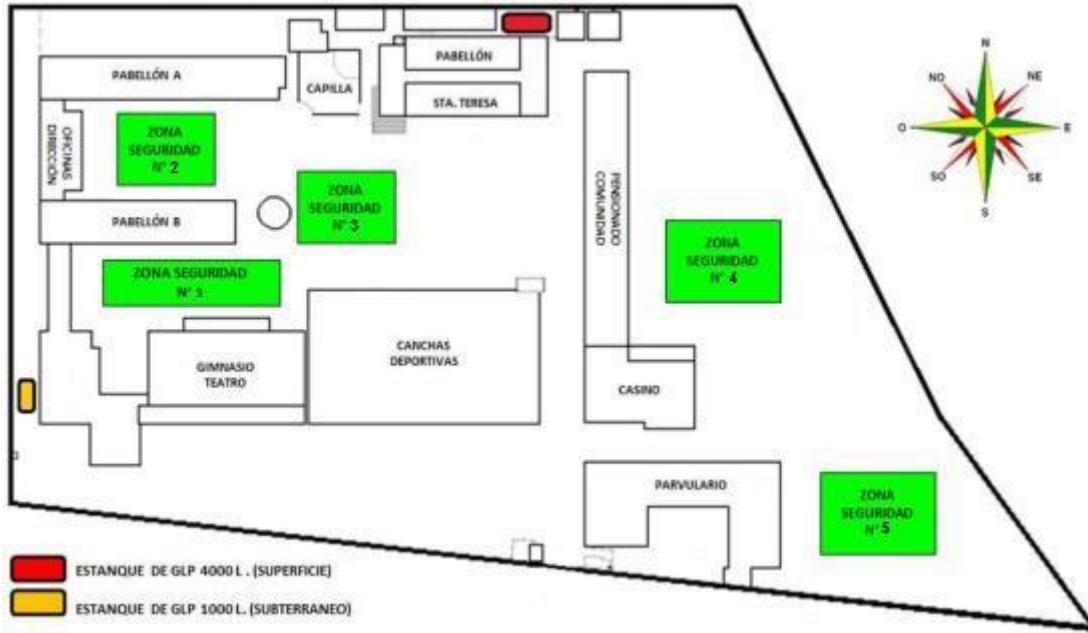 PABELLÓN A
CAPILLA
PABELLÓN
STA. TERESA
OFICINAS
DIRECCIÓN
ZONA
SEGURIDAD
N° 2
ZONA
SEGURIDAD
N° 3
PABELLÓN B
ZONA SEGURIDAD
N° 1
PENSIONADO
COMUNIDAD
ZONA
SEGURIDAD
N° 4
GIMNASIO
TEATRO
CANCHAS
DEPORTIVAS
CASINO
PARVULARIO
ZONA
SEGURIDAD
N° 5
N
NO
NE
O
E
SO
SE
S
ESTANQUE DE GLP 4000 L . (SUPERFICIE)
ESTANQUE DE GLP 1000 L. (SUBTERRANEO)